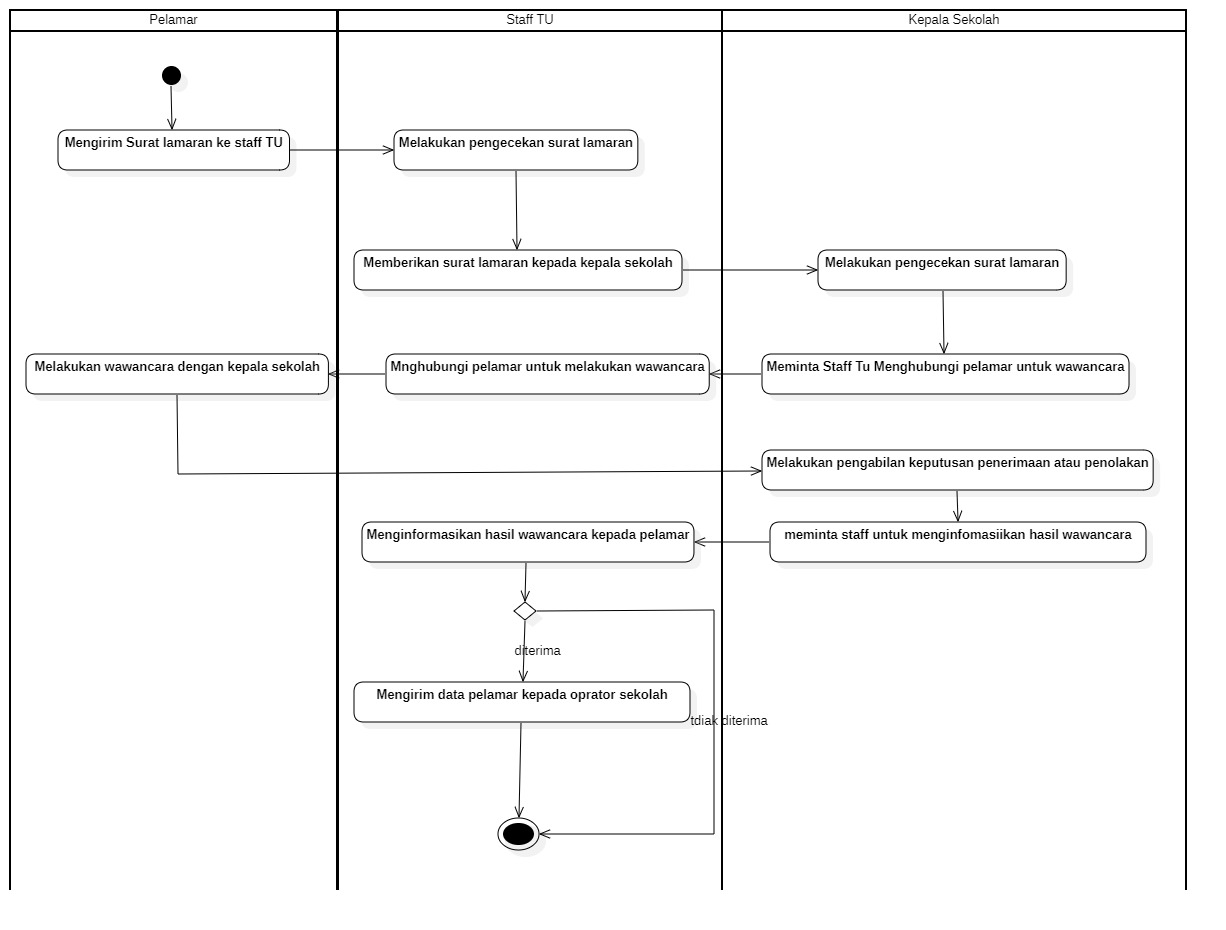 Pelamar
Staff TU
Kepala Sekolah
Mengirim Surat lamaran ke staff TU
Melakukan pengecekan surat lamaran
Memberikan surat lamaran kepada kepala sekolah
Melakukan pengecekan surat lamaran
Melakukan wawancara dengan kepala sekolah
Mnghubungi pelamar untuk melakukan wawancara
Meminta Staff Tu Menghubungi pelamar untuk wawancara
Melakukan pengabilan keputusan penerimaan atau penolakan
Menginformasikan hasil wawancara kepada pelamar
meminta staff untuk menginfomasiikan hasil wawancara
diterima
Mengirim data pelamar kepada oprator sekolah
tdiak diterima